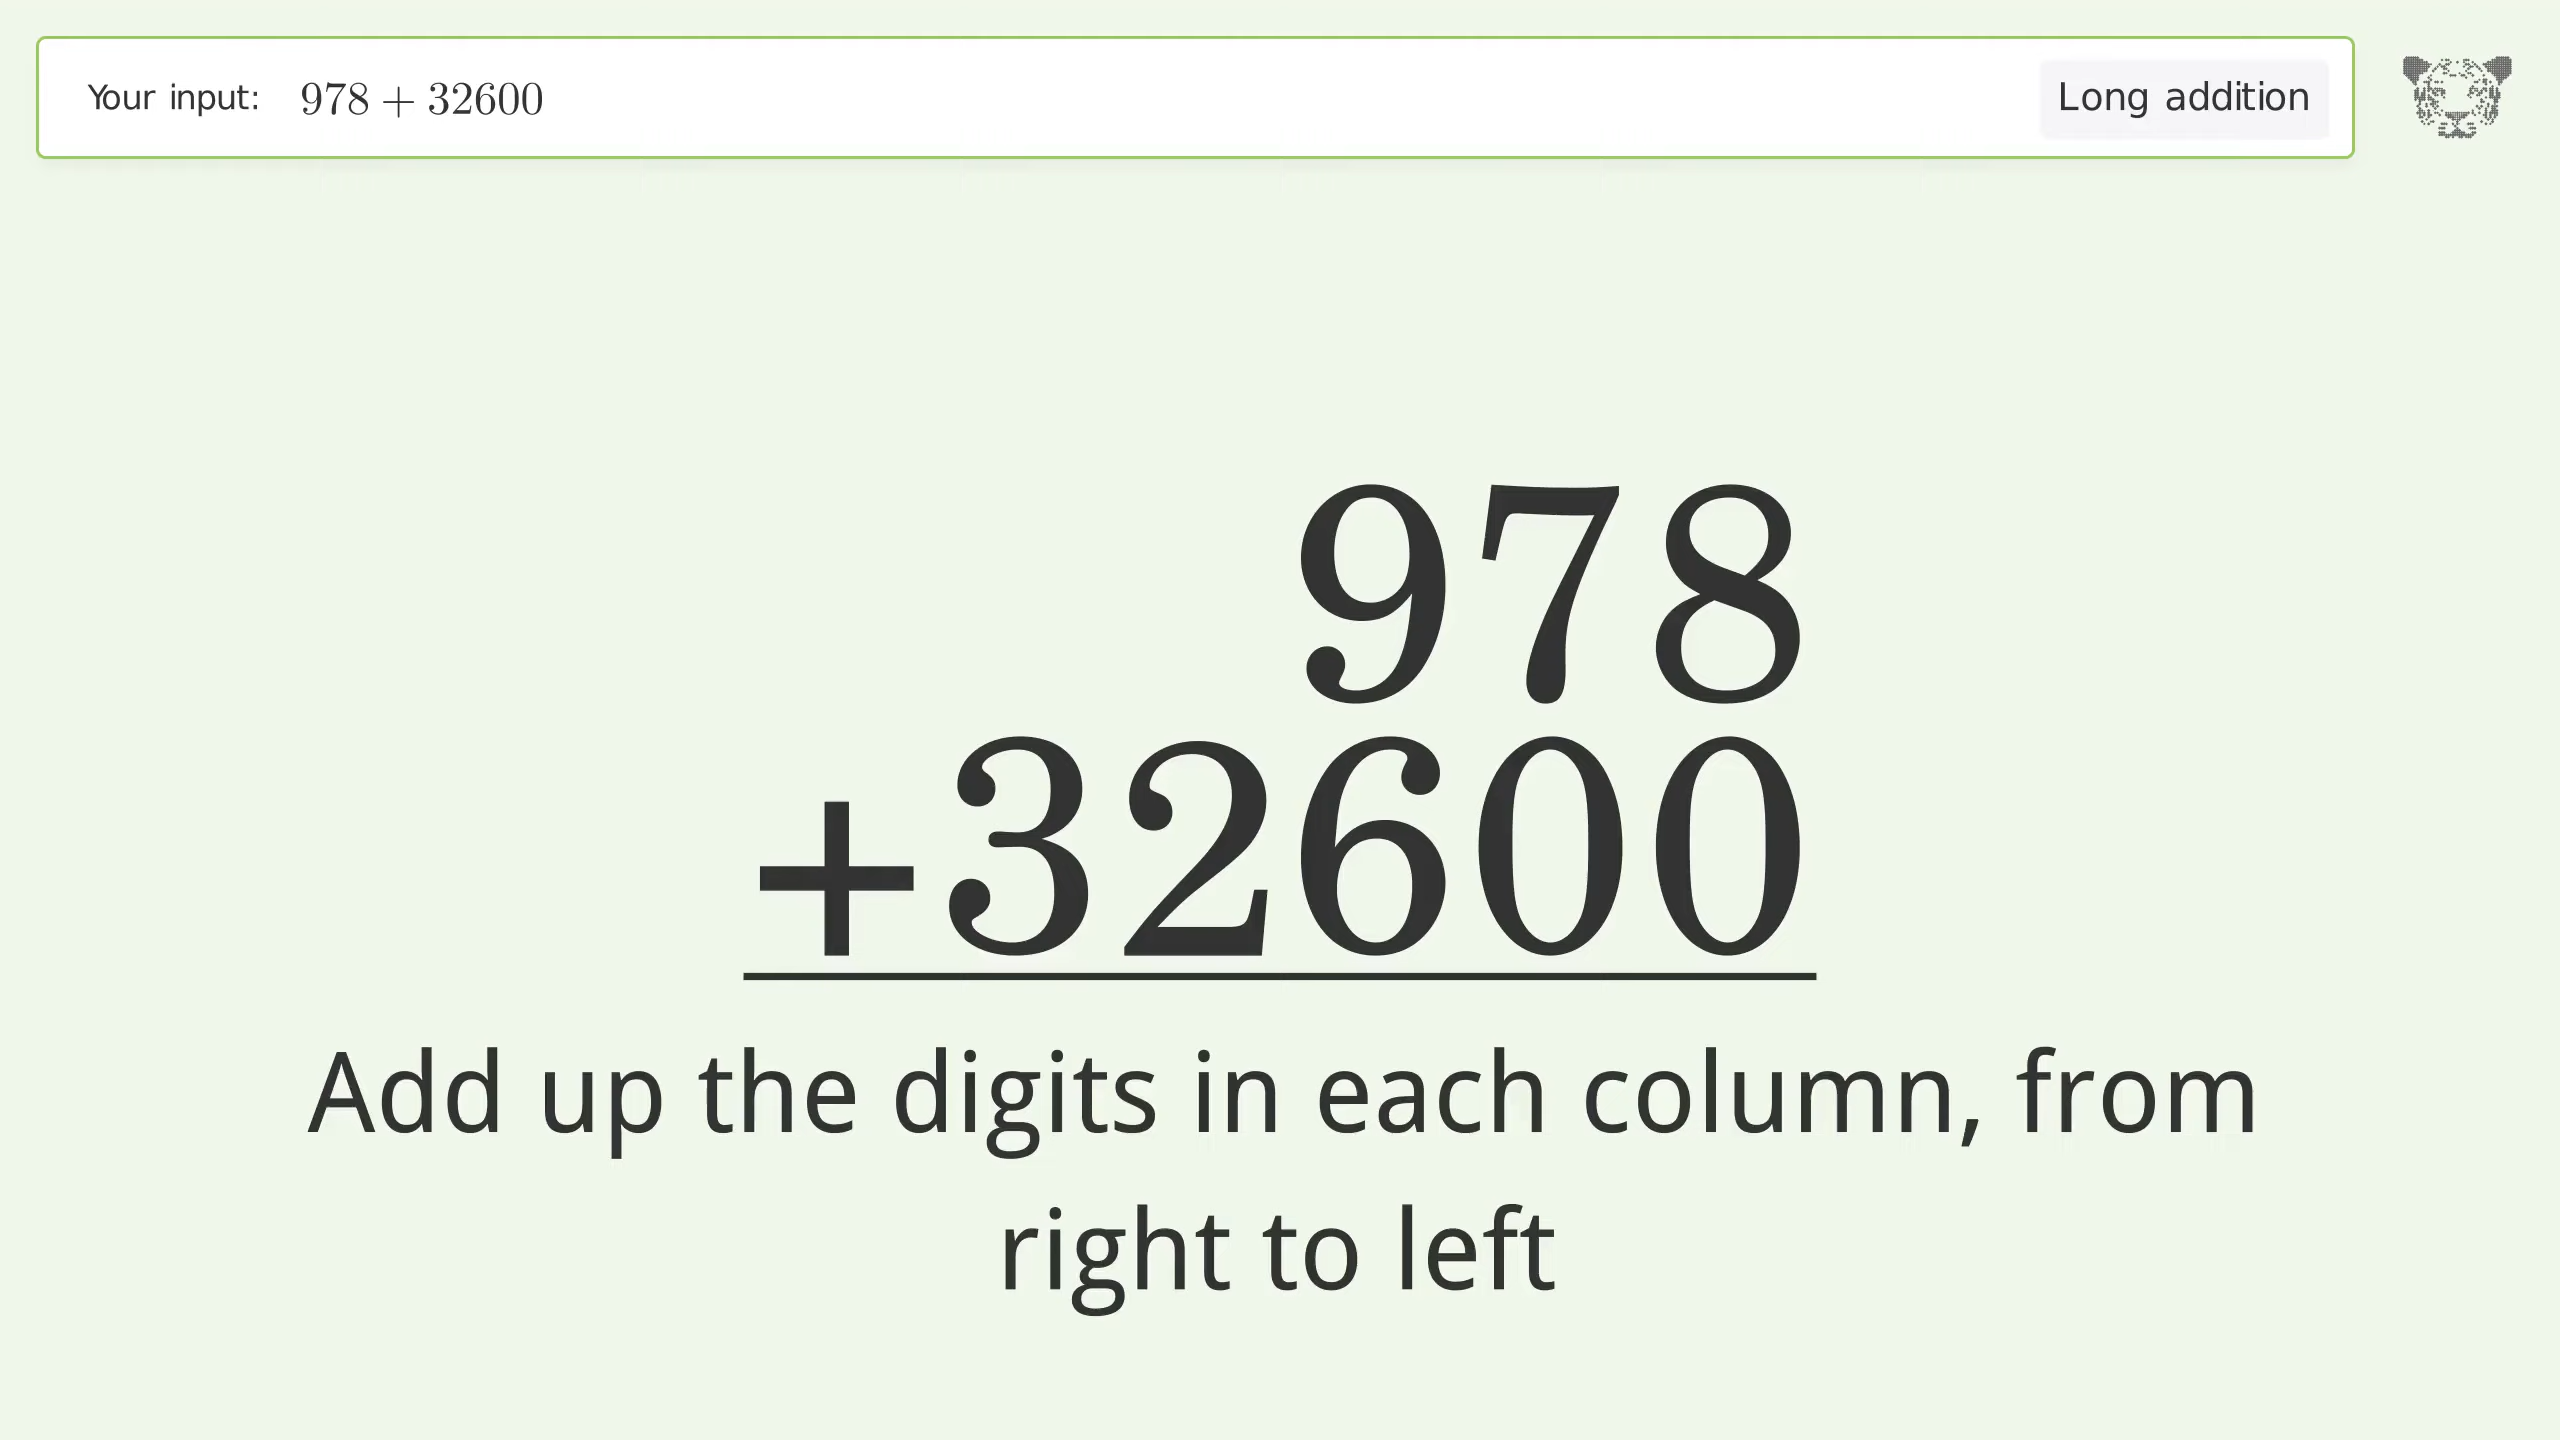 Your input: 978 + 32600
Long addition
978
+32600
Add up the digits in each column, from
right to left